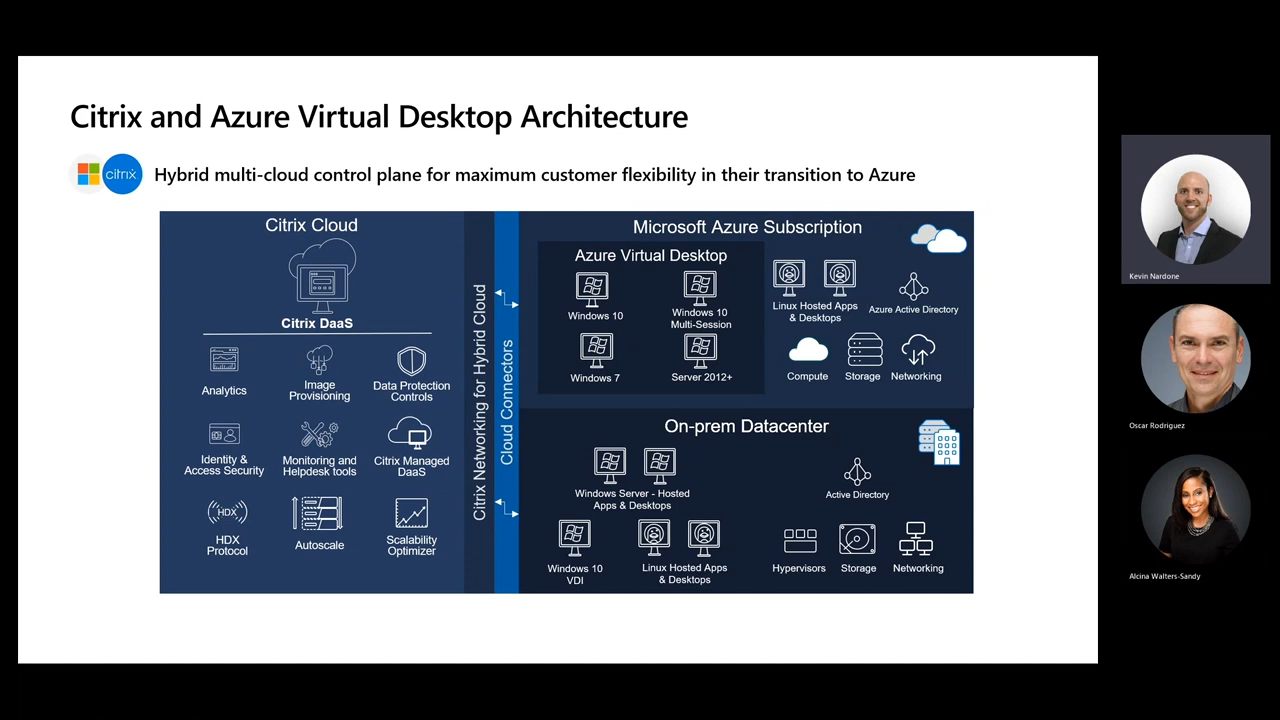 Citrix and Azure Virtual Desktop Architecture
citrix
Hybrid multi-cloud control plane for maximum customer flexibility in their transition to Azure
Citrix Cloud
Citrix DaaS
Analytics
Image
Provisioning
Data Protection
Controls
Identity &
Access Security
Monitoring and
Helpdesk tools
Citrix Managed
DaaS
HDX
HDX
Protocol
Autoscale
Scalability
Optimizer
Citrix Networking for Hybrid Cloud
Cloud Connectors
Microsoft Azure Subscription
Azure Virtual Desktop
Windows 10
Windows 10
Multi-Session
Windows 7
Server 2012+
Linux Hosted Apps
& Desktops
Azure Active Directory
Compute
Storage
Networking
On-prem Datacenter
Windows Server - Hosted
Apps & Desktops
Active Directory
Windows 10
VDI
Linux Hosted Apps
& Desktops
Hypervisors
Storage
Networking
Kevin Nardone
Oscar Rodriguez
Alcina Walters-Sandy